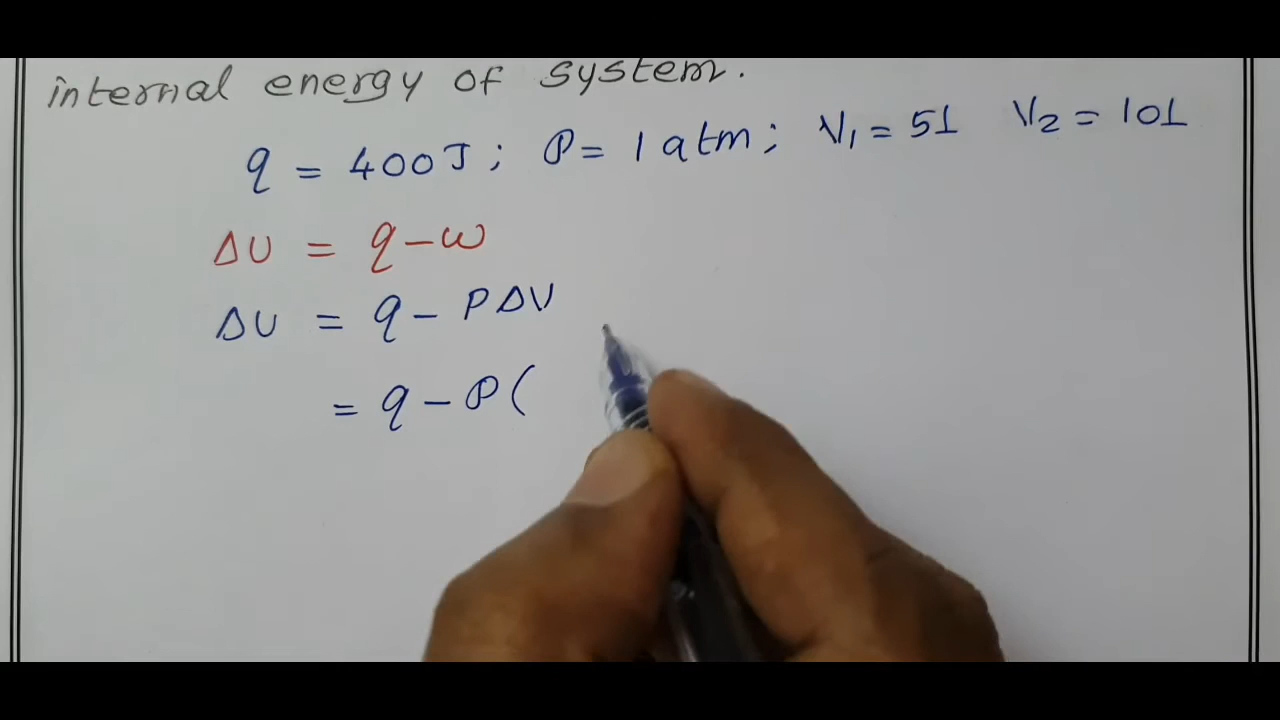 internal energy of system.
q = 400J ; P = 1 atm ; V1 = 5l V2 = 10l
ΔU = q - w
ΔU = q - PΔV
= q - P(